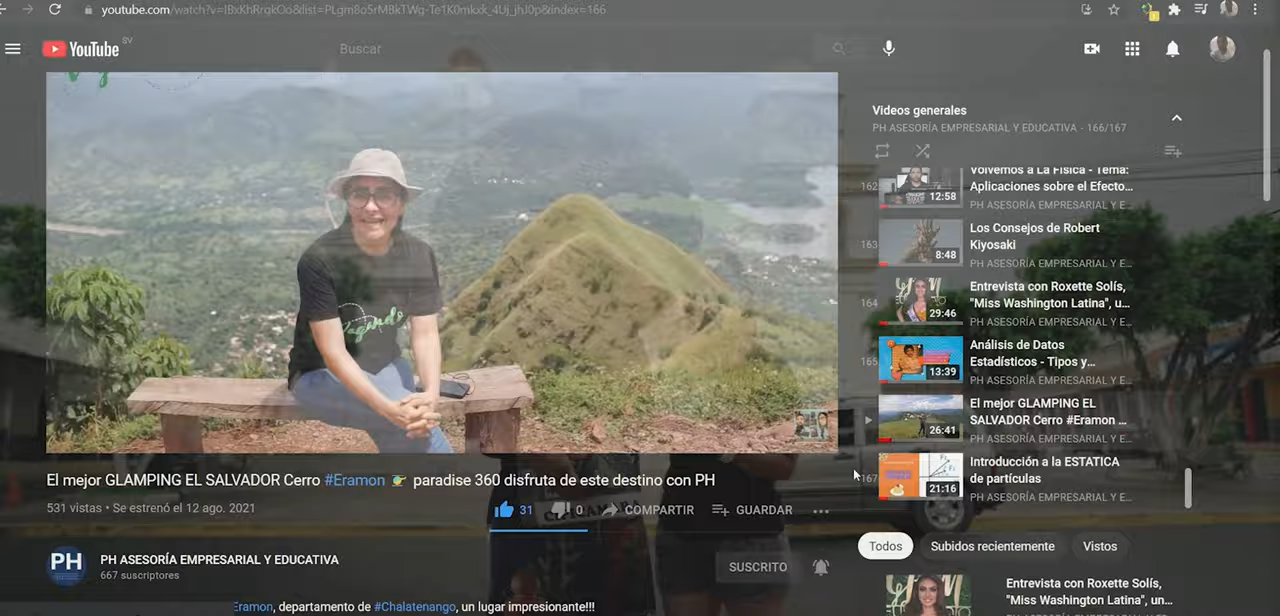 youtube.com/watch?v=IBxKhRrqkOo&list=PLgm8o5rMBkTWg-Te1K0mkxk_4Uj_jhJ0p&index=166
YouTube SV
Buscar
Videos generales
PH ASESORÍA EMPRESARIAL Y EDUCATIVA - 166/167
162
Volvemos a La Física - Tema:
Aplicaciones sobre el Efecto...
12:58
PH ASESORÍA EMPRESARIAL Y E...
163
Los Consejos de Robert
Kiyosaki
8:48
PH ASESORÍA EMPRESARIAL Y E...
164
Entrevista con Roxette Solís,
"Miss Washington Latina", u...
29:46
PH ASESORÍA EMPRESARIAL Y E...
165
Análisis de Datos
Estadísticos - Tipos y...
13:39
PH ASESORÍA EMPRESARIAL Y E...
El mejor GLAMPING EL
SALVADOR Cerro #Eramon ...
26:41
PH ASESORÍA EMPRESARIAL Y E...
167
Introducción a la ESTATICA
de partículas
21:16
PH ASESORÍA EMPRESARIAL Y E...
El mejor GLAMPING EL SALVADOR Cerro #Eramon 👉 paradise 360 disfruta de este destino con PH
531 vistas • Se estrenó el 12 ago. 2021
31
0
COMPARTIR
GUARDAR
Todos
Subidos recientemente
Vistos
PH
PH ASESORÍA EMPRESARIAL Y EDUCATIVA
667 suscriptores
SUSCRITO
Eramon, departamento de #Chalatenango, un lugar impresionante!!!
Entrevista con Roxette Solís,
"Miss Washington Latina", u...